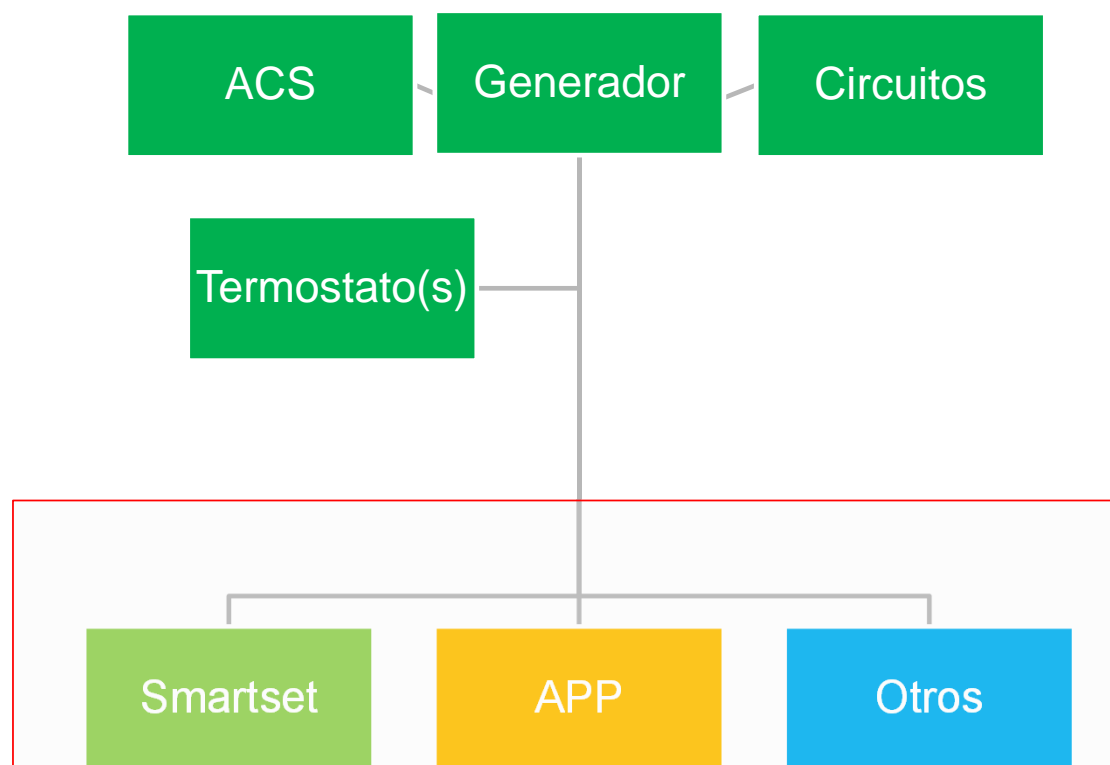 ACS
Generador
Circuitos
Termostato(s)
Smartset
APP
Otros